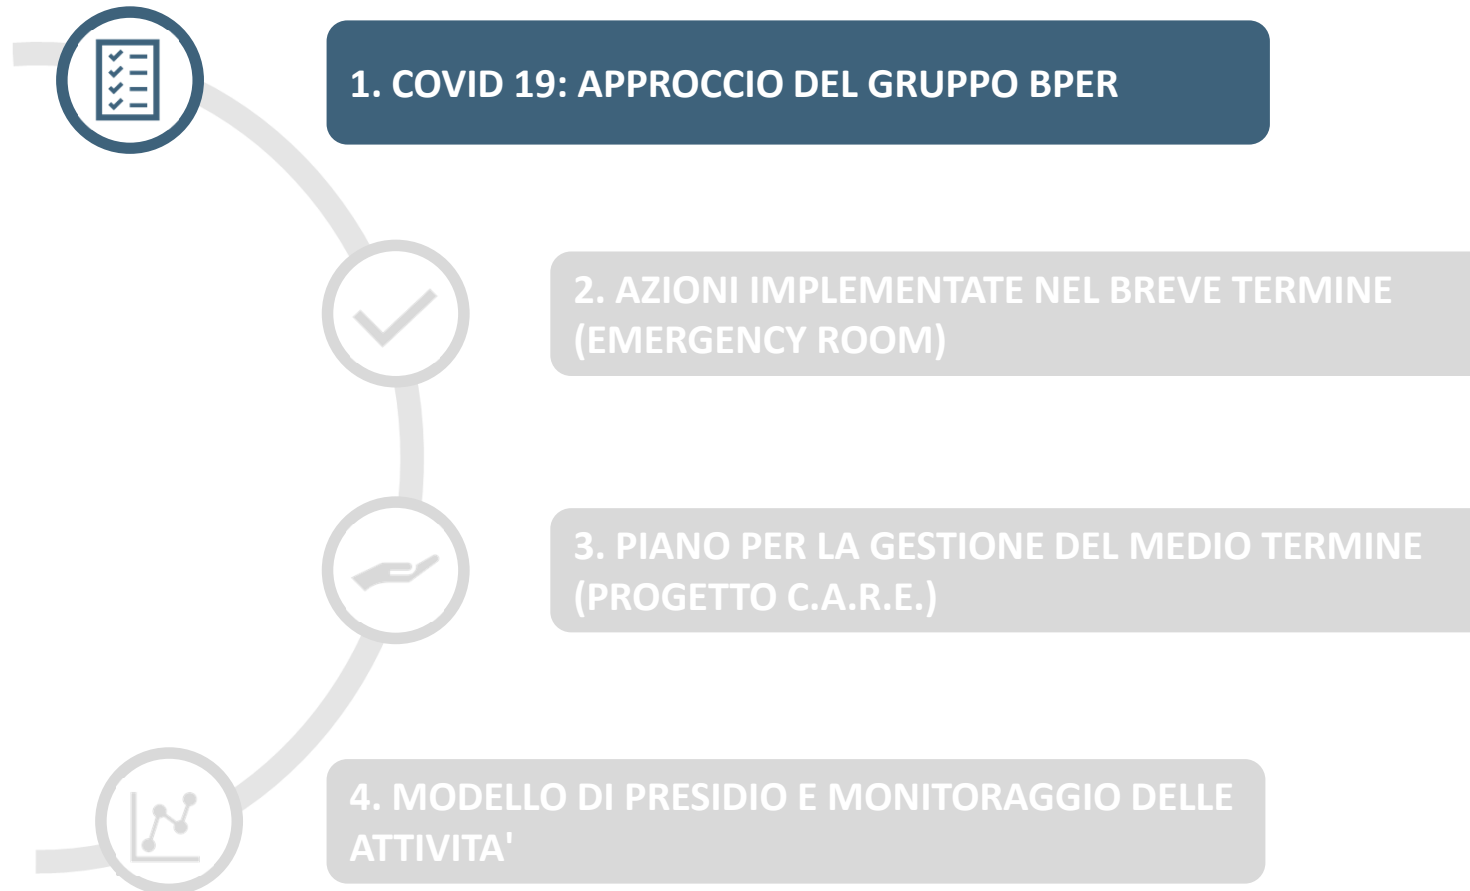 1. COVID 19: APPROCCIO DEL GRUPPO BPER
2. AZIONI IMPLEMENTATE NEL BREVE TERMINE
(EMERGENCY ROOM)
3. PIANO PER LA GESTIONE DEL MEDIO TERMINE
(PROGETTO C.A.R.E.)
4. MODELLO DI PRESIDIO E MONITORAGGIO DELLE
ATTIVITA'